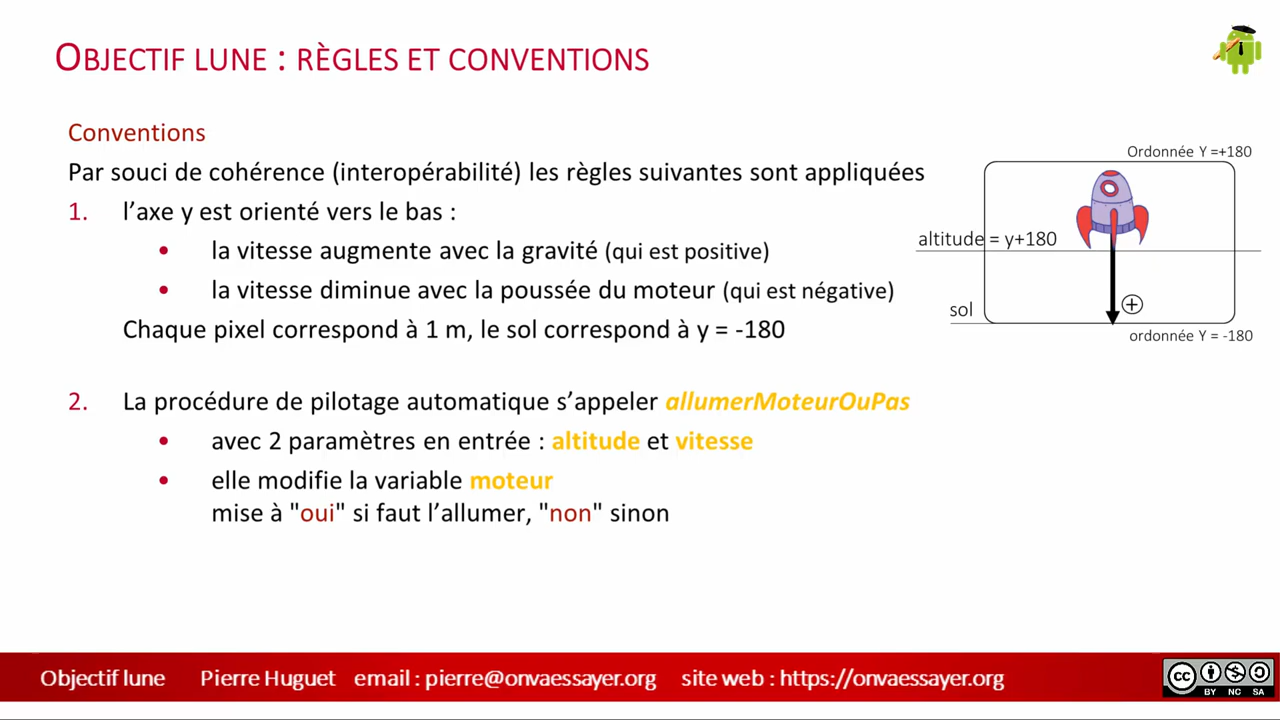 OBJECTIF LUNE : RÈGLES ET CONVENTIONS
Conventions
Par souci de cohérence (interopérabilité) les règles suivantes sont appliquées
1. l’axe y est orienté vers le bas :
• la vitesse augmente avec la gravité (qui est positive)
• la vitesse diminue avec la poussée du moteur (qui est négative)
Chaque pixel correspond à 1 m, le sol correspond à y = -180
Ordonnée Y =+180
altitude = y+180
+
sol
ordonnée Y = -180
2. La procédure de pilotage automatique s’appeler allumerMoteurOuPas
• avec 2 paramètres en entrée : altitude et vitesse
• elle modifie la variable moteur
mise à "oui" si faut l’allumer, "non" sinon
Objectif lune Pierre Huguet email : pierre@onvaessayer.org site web : https://onvaessayer.org
CC BY NC SA